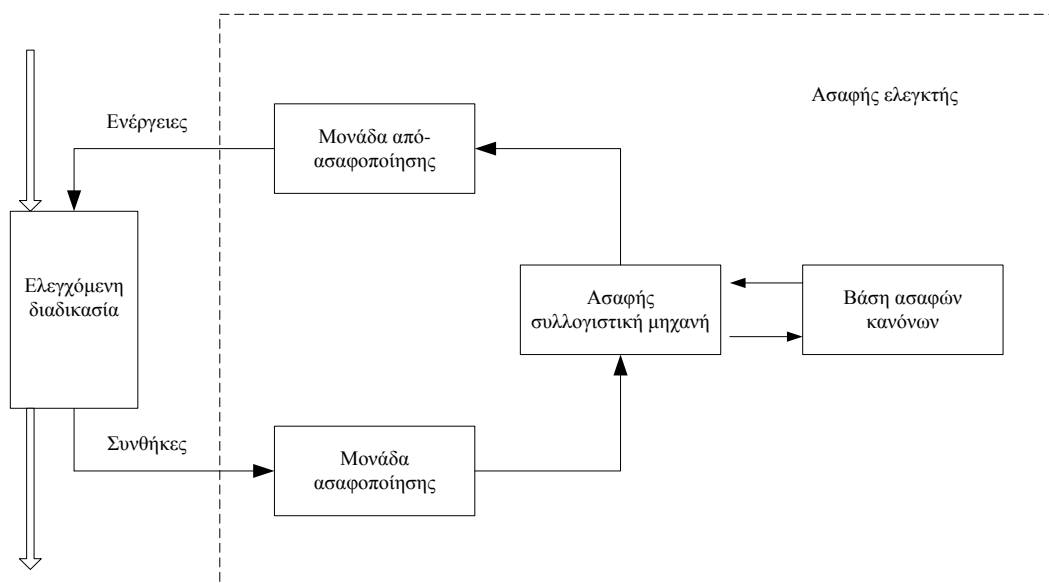 Ασαφής ελεγκτής
Ενέργειες
Μονάδα από-
ασαφοποίησης
Ελεγχόμενη
διαδικασία
Ασαφής
συλλογιστική μηχανή
Βάση ασαφών
κανόνων
Συνθήκες
Μονάδα
ασαφοποίησης